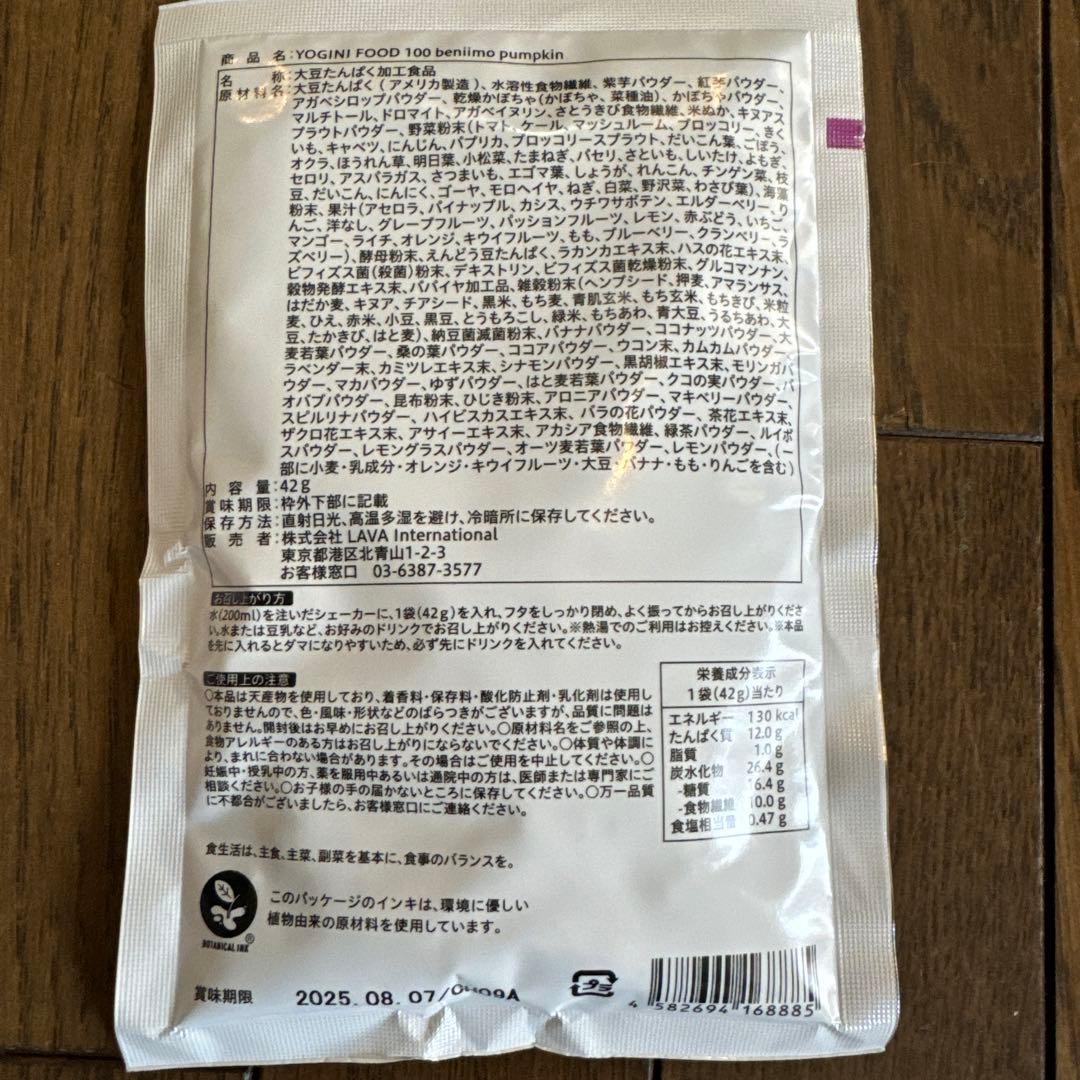 商品名:YOGINI FOOD 100 beniimo pumpkin
名称:大豆たんぱく加工食品
原材料名:大豆たんぱく(アメリカ製造)、水溶性食物繊維、紫芋パウダー、紅芋パウダー、
アガベシロップパウダー、乾燥かぼちゃ(かぼちゃ、菜種油)、かぼちゃパウダー、
マルチトール、ドロマイト、アガベイヌリン、さとうきび食物繊維、米ぬか、キヌアス
プラウトパウダー、野菜粉末(トマト、ケール、マッシュルーム、ブロッコリー、きく
いも、キャベツ、にんじん、パプリカ、ブロッコリースプラウト、だいこん葉、ごぼう、
オクラ、ほうれん草、明日葉、小松菜、たまねぎ、パセリ、さといも、しいたけ、よもぎ、
セロリ、アスパラガス、さつまいも、エゴマ葉、しょうが、れんこん、チンゲン菜、枝
豆、だいこん、にんにく、ゴーヤ、モロヘイヤ、ねぎ、白菜、野沢菜、わさび葉)、海藻
粉末、果汁(アセロラ、パイナップル、カシス、ウチワサボテン、エルダーベリー、り
んご、洋なし、グレープフルーツ、パッションフルーツ、レモン、赤ぶどう、いちご、
マンゴー、ライチ、オレンジ、キウイフルーツ、もも、ブルーベリー、クランベリー、ラ
ズベリー)、酵母粉末、えんどう豆たんぱく、ラカンカエキス末、ハスの花エキス末、
ビフィズス菌(殺菌)粉末、デキストリン、ビフィズス菌乾燥粉末、グルコマンナン、
穀物発酵エキス末、パパイヤ加工品、雑穀粉末(ヘンプシード、押麦、アマランサス、
はだか麦、キヌア、チアシード、黒米、もち麦、青肌玄米、もち玄米、もちきび、米粒
麦、ひえ、赤米、小豆、黒豆、とうもろこし、緑米、もちあわ、青大豆、うるちあわ、大
豆、たかきび、はと麦)、納豆菌滅菌粉末、バナナパウダー、ココナッツパウダー、大
麦若葉パウダー、桑の葉パウダー、ココアパウダー、ウコン末、カムカムパウダー、
ラベンダー末、カミツレエキス末、シナモンパウダー、黒胡椒エキス末、モリンガパ
ウダー、マカパウダー、ゆずパウダー、はと麦若葉パウダー、クコの実パウダー、バ
オバブパウダー、昆布粉末、ひじき粉末、アロニアパウダー、マキベリーパウダー、
スピルリナパウダー、ハイビスカスエキス末、バラの花パウダー、茶花エキス末、
ザクロ花エキス末、アサイーエキス末、アカシア食物繊維、緑茶パウダー、ルイボ
スパウダー、レモングラスパウダー、オーツ麦若葉パウダー、レモンパウダー、(一
部に小麦・乳成分・オレンジ・キウイフルーツ・大豆・バナナ・もも・りんごを含む)
内容量:42g
賞味期限:枠外下部に記載
保存方法:直射日光、高温多湿を避け、冷暗所に保存してください。
販売者:株式会社 LAVA International
東京都港区北青山1-2-3
お客様窓口 03-6387-3577
お召し上がり方
水(200ml)を注いだシェーカーに、1袋(42g)を入れ、フタをしっかり閉め、よく振ってからお召し上がりくださ
い。水または豆乳など、お好みのドリンクでお召し上がりください。※熱湯でのご利用はお控えください。※本品
を先に入れるとダマになりやすいため、必ず先にドリンクを入れてください。
ご使用上の注意
○本品は天産物を使用しており、着香料・保存料・酸化防止剤・乳化剤は使用し
ておりませんので、色・風味・形状などのばらつきがございますが、品質に問題は
ありません。開封後はお早めにお召し上がりください。○原材料名をご参照の上、
食物アレルギーのある方はお召し上がりにならないでください。○体質や体調に
より、まれに合わない場合があります。その場合はご使用を中止してください。○
妊娠中・授乳中の方、薬を服用中あるいは通院中の方は、医師または専門家にご
相談ください。○お子様の手の届かないところに保存してください。○万一品質
に不都合がございましたら、お客様窓口にご連絡ください。
栄養成分表示
1袋(42g)当たり
エネルギー 130 kcal
たんぱく質 12.0 g
脂質 1.0 g
炭水化物 26.4 g
-糖質 16.4 g
-食物繊維 10.0 g
食塩相当量 0.47 g
食生活は、主食、主菜、副菜を基本に、食事のバランスを。
このパッケージのインキは、環境に優しい
植物由来の原材料を使用しています。
BOTANICAL INK®
賞味期限 2025.08.07/
プラ
4 582694 168885